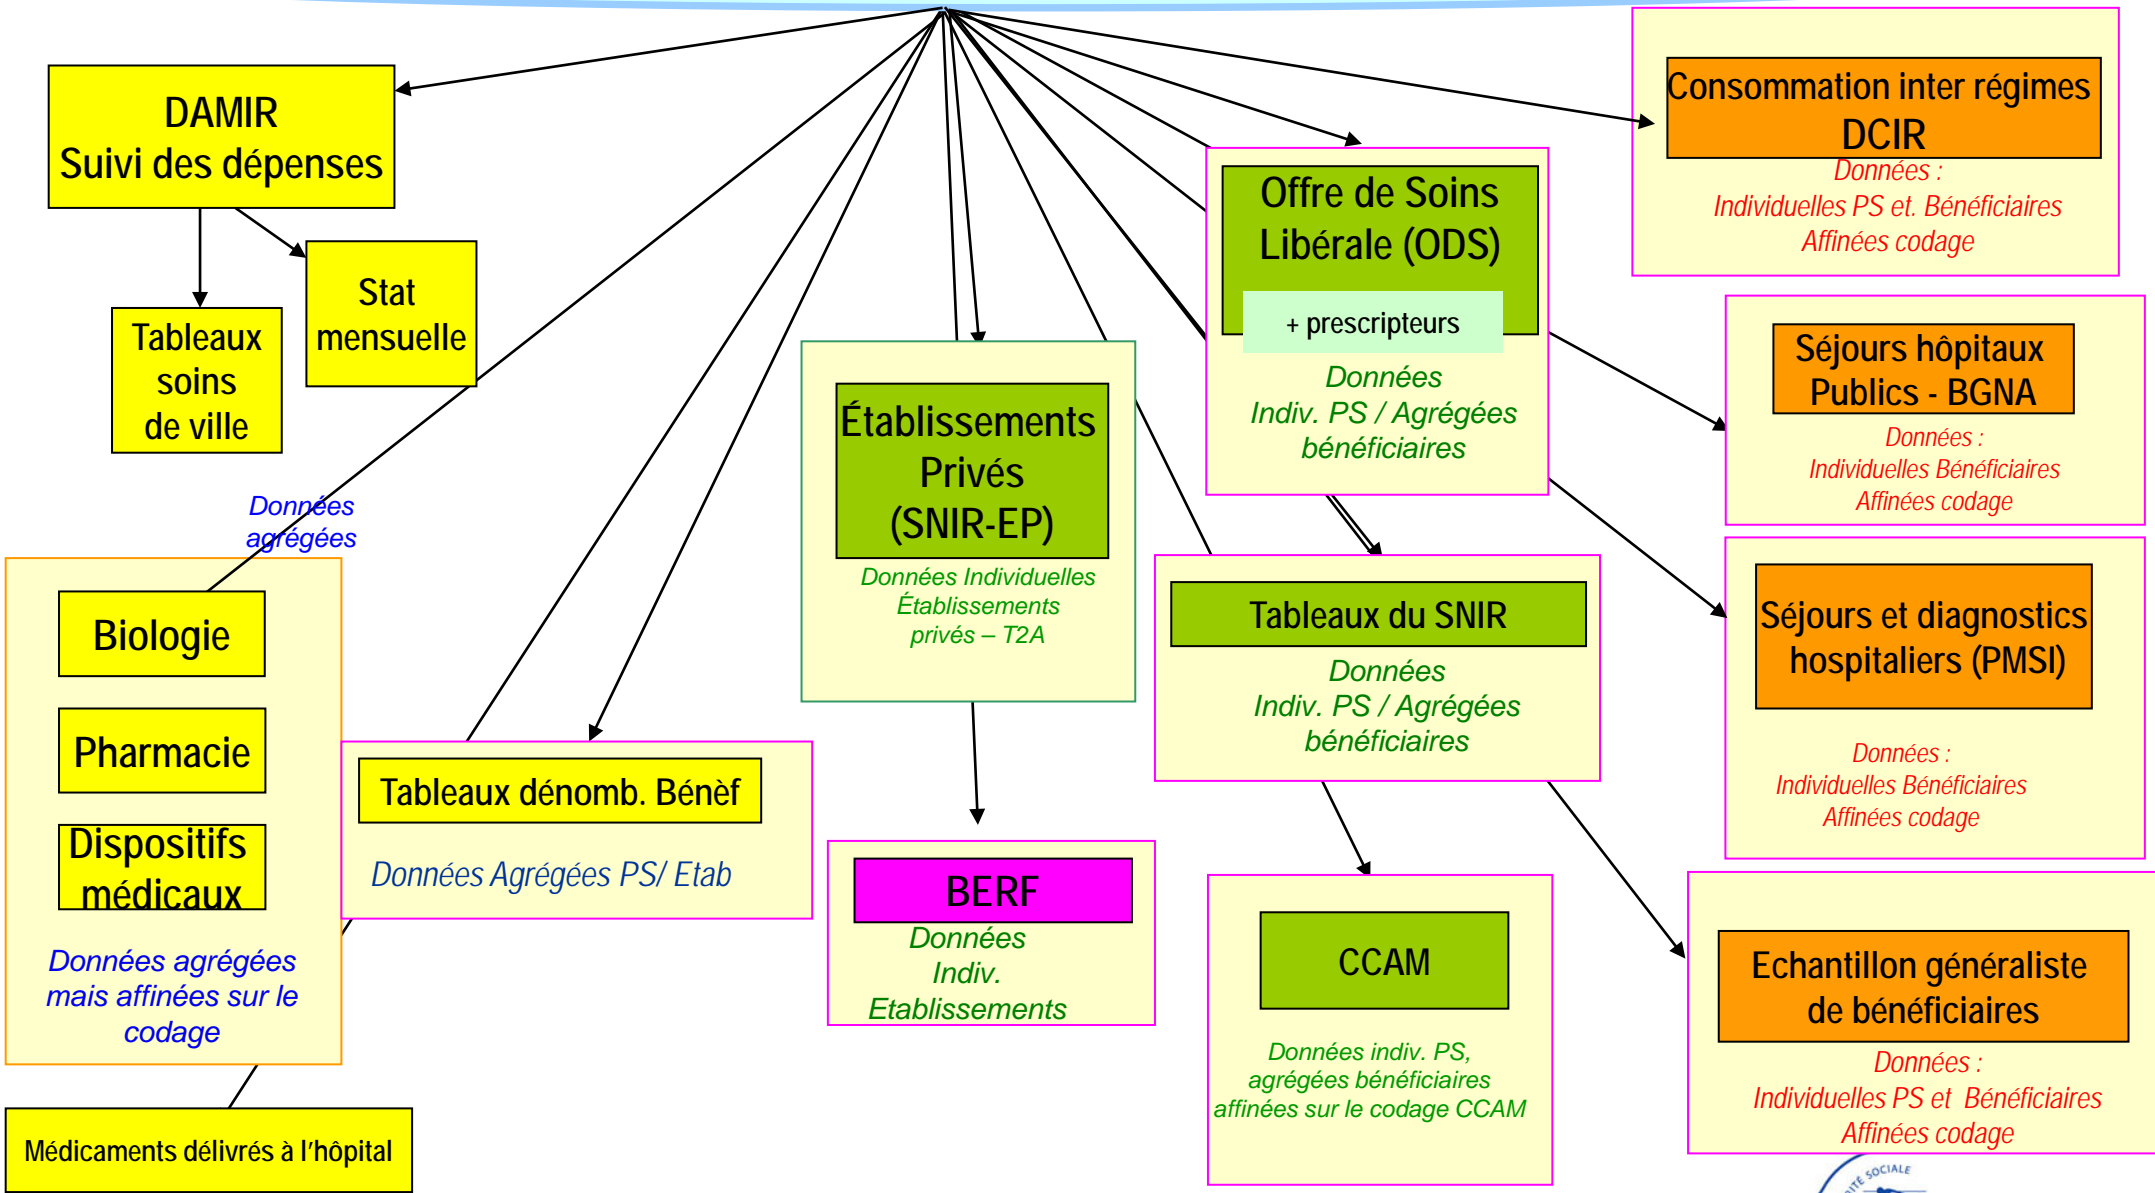 DAMIR
Suivi des dépenses
Stat
mensuelle
Tableaux
soins
de ville
Données
agrégées
Biologie
Pharmacie
Dispositifs
médicaux
Données agrégées
mais affinées sur le
codage
Médicaments délivrés à l'hôpital
Tableaux dénomb. Bénèf
Données Agrégées PS/ Etab
Établissements
Privés
(SNIR-EP)
Données Individuelles
Établissements
privés – T2A
BERF
Données
Indiv.
Etablissements
Offre de Soins
Libérale (ODS)
+ prescripteurs
Données
Indiv. PS / Agrégées
bénéficiaires
Tableaux du SNIR
Données
Indiv. PS / Agrégées
bénéficiaires
CCAM
Données indiv. PS,
agrégées bénéficiaires
affinées sur le codage CCAM
Consommation inter régimes
DCIR
Données :
Individuelles PS et. Bénéficiaires
Affinées codage
Séjours hôpitaux
Publics - BGNA
Données :
Individuelles Bénéficiaires
Affinées codage
Séjours et diagnostics
hospitaliers (PMSI)
Données :
Individuelles Bénéficiaires
Affinées codage
Echantillon généraliste
de bénéficiaires
Données :
Individuelles PS et  Bénéficiaires
Affinées codage
SOCIALE